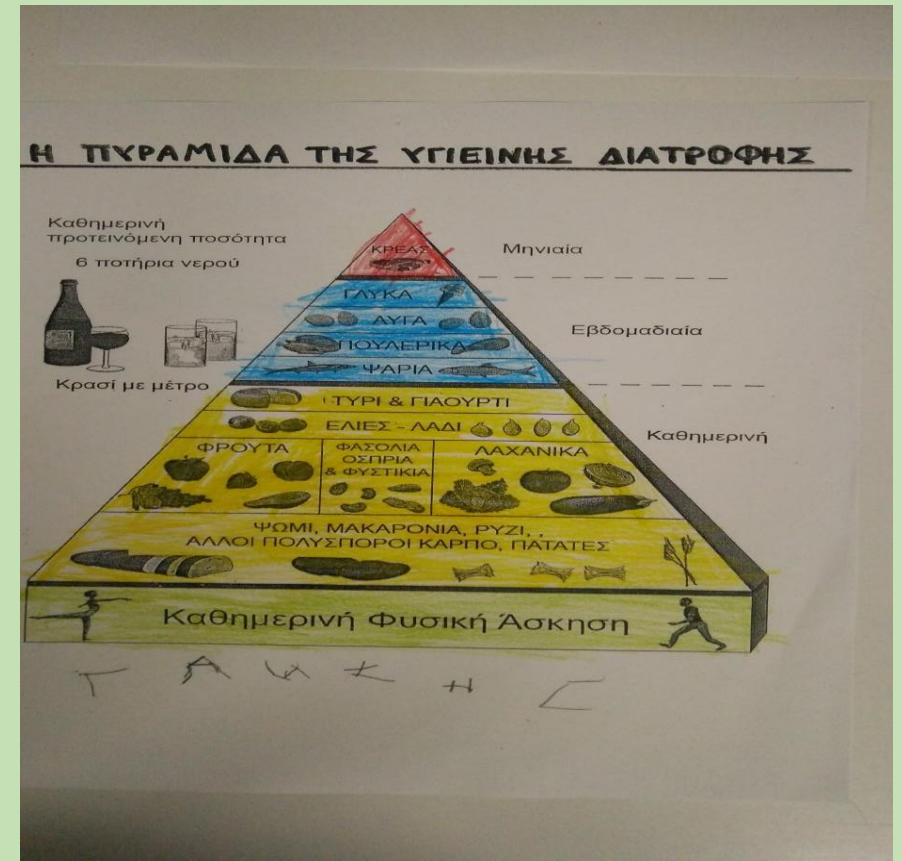 Η ΠΥΡΑΜΙΔΑ ΤΗΣ ΥΓΙΕΙΝΗΣ ΔΙΑΤΡΟΦΗΣ
Καθημερινή
προτεινόμενη ποσότητα
6 ποτήρια νερού
Κρασί με μέτρο
ΚΡΕΑΣ
Μηνιαία
ΓΛΥΚΑ
ΑΥΓΑ
ΠΟΥΛΕΡΙΚΑ
ΨΑΡΙΑ
Εβδομαδιαία
ΤΥΡΙ & ΓΙΑΟΥΡΤΙ
ΕΛΙΕΣ - ΛΑΔΙ
Καθημερινή
ΦΡΟΥΤΑ
ΦΑΣΟΛΙΑ
ΟΣΠΡΙΑ
& ΦΥΣΤΙΚΙΑ
ΛΑΧΑΝΙΚΑ
ΨΩΜΙ, ΜΑΚΑΡΟΝΙΑ, ΡΥΖΙ, ,
ΑΛΛΟΙ ΠΟΛΥΣΠΟΡΟΙ ΚΑΡΠΟ, ΠΑΤΑΤΕΣ
Καθημερινή Φυσική Άσκηση